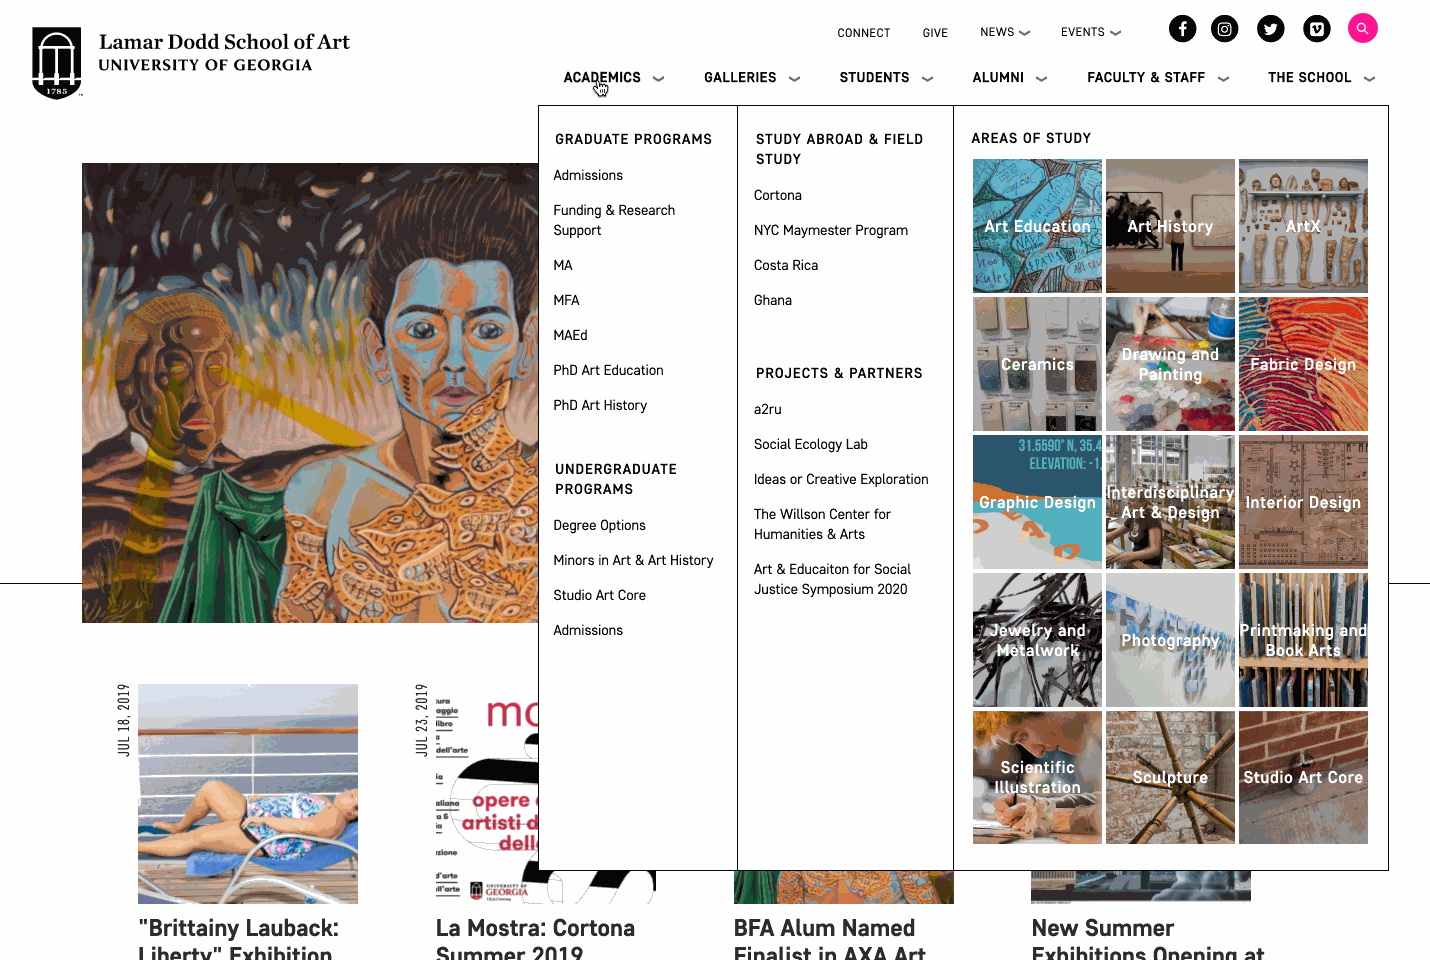 Lamar Dodd School of Art
UNIVERSITY OF GEORGIA
1785
CONNECT
GIVE
NEWS
EVENTS
ACADEMICS
GALLERIES
STUDENTS
ALUMNI
FACULTY & STAFF
THE SCHOOL
GRADUATE PROGRAMS
Admissions
Funding & Research
Support
MA
MFA
MAEd
PhD Art Education
PhD Art History
UNDERGRADUATE
PROGRAMS
Degree Options
Minors in Art & Art History
Studio Art Core
Admissions
STUDY ABROAD & FIELD
STUDY
Cortona
NYC Maymester Program
Costa Rica
Ghana
PROJECTS & PARTNERS
a2ru
Social Ecology Lab
Ideas or Creative Exploration
The Willson Center for
Humanities & Arts
Art & Educaiton for Social
Justice Symposium 2020
AREAS OF STUDY
Art Education
Art History
ArtX
Ceramics
Drawing and
Painting
Fabric Design
31.5590° N, 35.4
ELEVATION: -1,
Graphic Design
Interdisciplinary
Art & Design
Interior Design
Jewelry and
Metalwork
Photography
Printmaking and
Book Arts
Scientific
Illustration
Sculpture
Studio Art Core
JUL 18, 2019
"Brittainy Lauback:
Liberty" Exhibition
JUL 23, 2019
opere
artisti d
dell
UNIVERSITY OF
GEORGIA
La Mostra: Cortona
Summer 2019
BFA Alum Named
Finalist in AXA Art
New Summer
Exhibitions Opening at